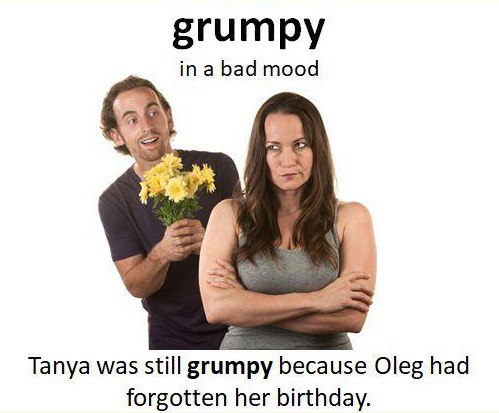 grumpy
in a bad mood
Tanya was still grumpy because Oleg had
forgotten her birthday.